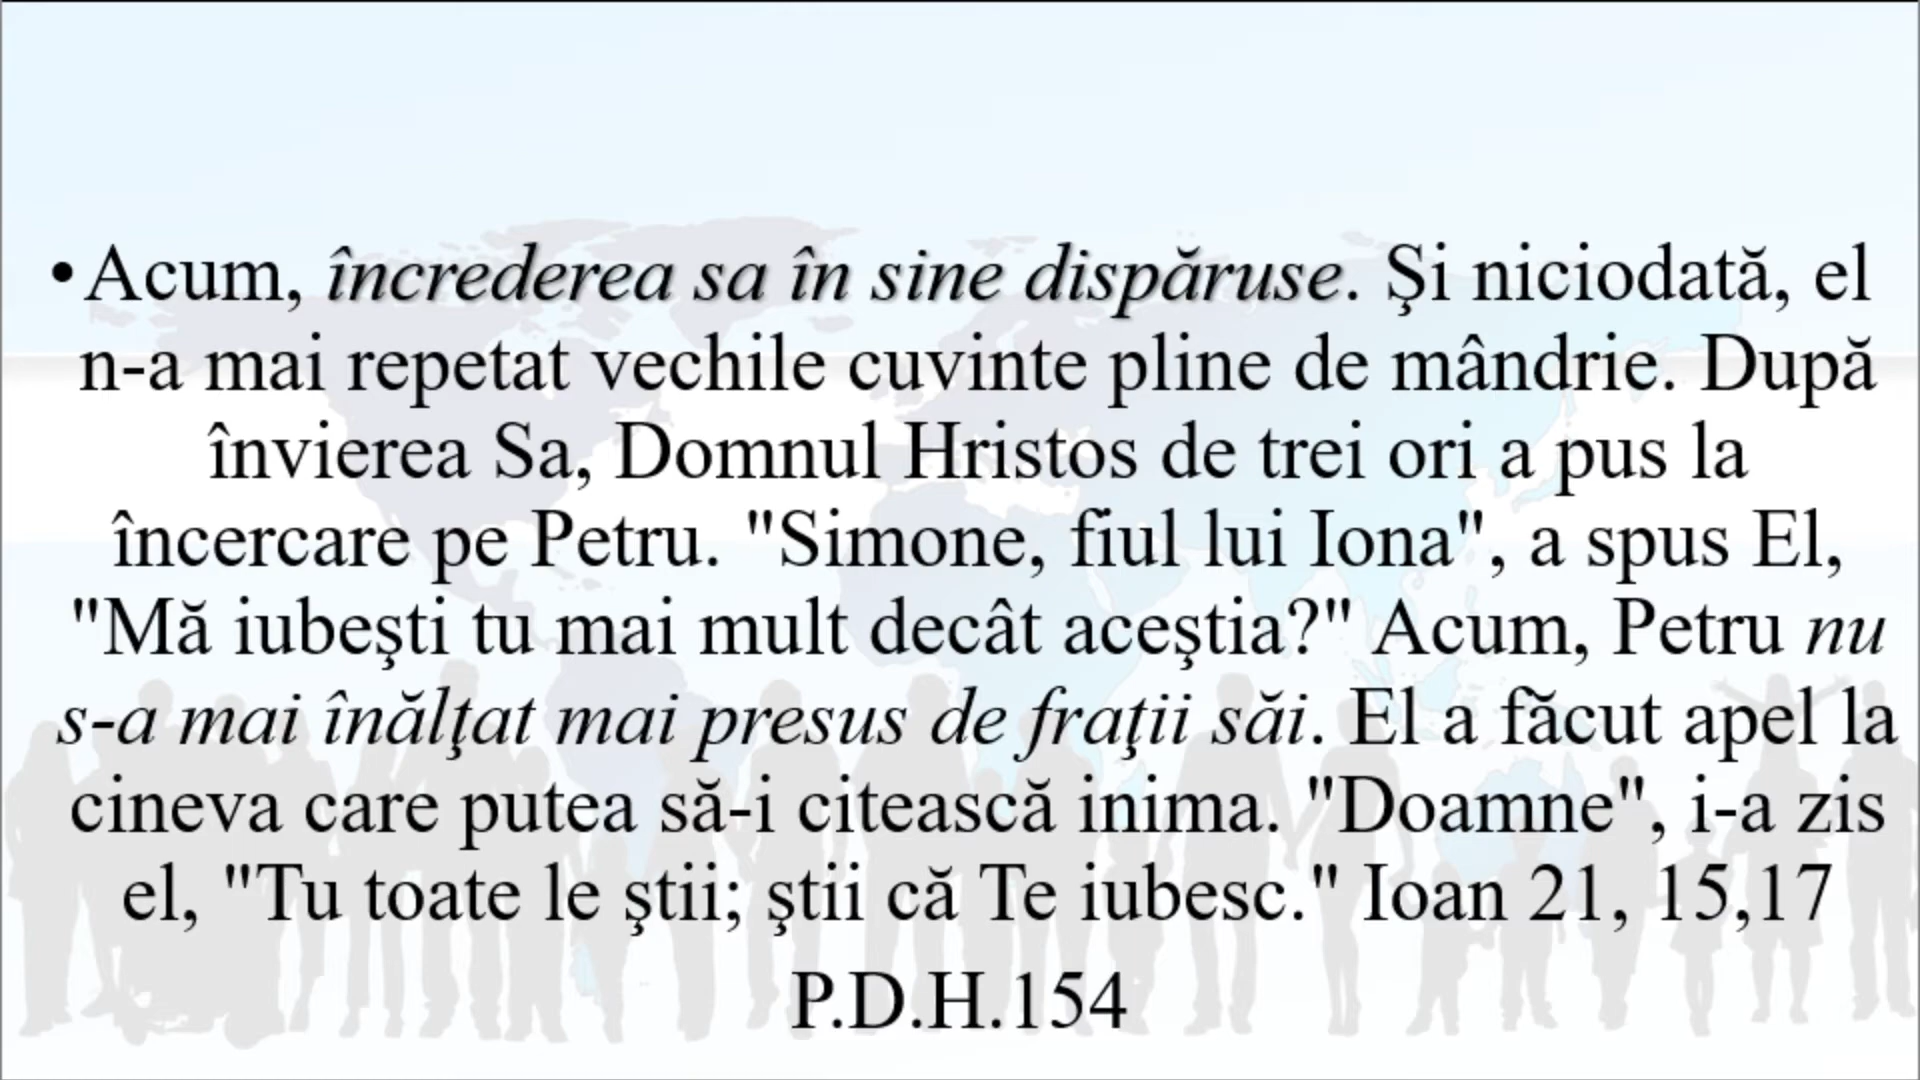 •Acum, încrederea sa în sine dispăruse. Şi niciodată, el
n-a mai repetat vechile cuvinte pline de mândrie. După
învierea Sa, Domnul Hristos de trei ori a pus la
încercare pe Petru. "Simone, fiul lui Iona", a spus El,
"Mă iubeşti tu mai mult decât aceştia?" Acum, Petru nu
s-a mai înălţat mai presus de fraţii săi. El a făcut apel la
cineva care putea să-i citească inima. "Doamne", i-a zis
el, "Tu toate le ştii; ştii că Te iubesc." Ioan 21, 15,17
P.D.H.154